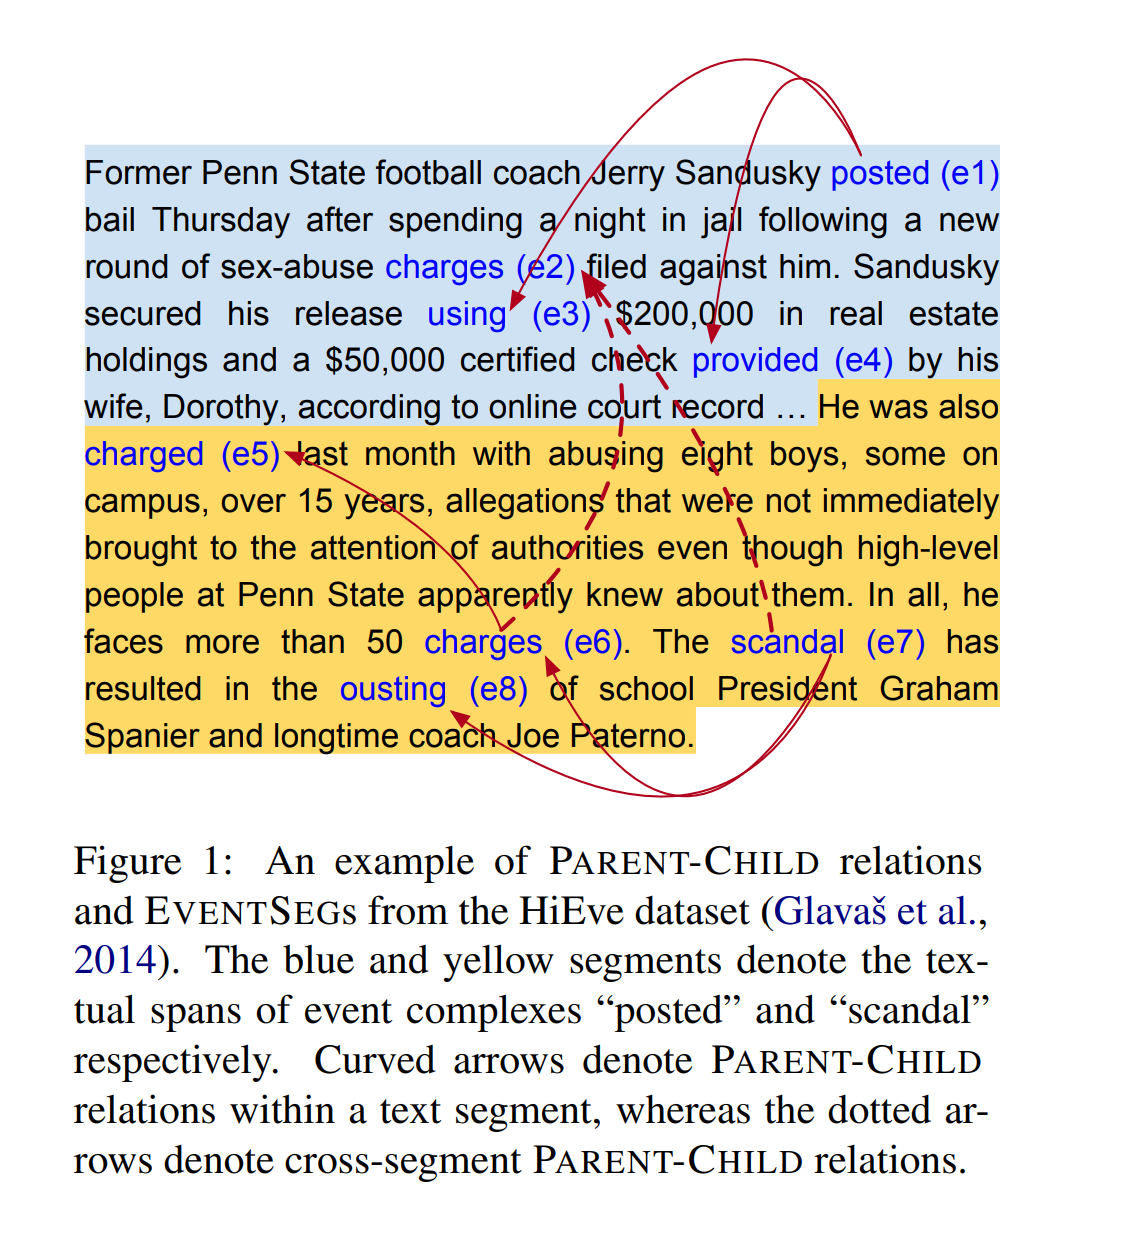 Former Penn State football coach Jerry Sandusky posted (e1)
bail Thursday after spending a night in jail following a new
round of sex-abuse charges (e2) filed against him. Sandusky
secured his release using (e3) $200,000 in real estate
holdings and a $50,000 certified check provided (e4) by his
wife, Dorothy, according to online court record ... He was also
charged (e5) last month with abusing eight boys, some on
campus, over 15 years, allegations that were not immediately
brought to the attention of authorities even though high-level
people at Penn State apparently knew about them. In all, he
faces more than 50 charges (e6). The scandal (e7) has
resulted in the ousting (e8) of school President Graham
Spanier and longtime coach Joe Paterno.
Figure 1: An example of PARENT-CHILD relations
and EVENTSEGS from the HiEve dataset (Glavaš et al.,
2014). The blue and yellow segments denote the tex-
tual spans of event complexes “posted” and “scandal”
respectively. Curved arrows denote PARENT-CHILD
relations within a text segment, whereas the dotted ar-
rows denote cross-segment PARENT-CHILD relations.